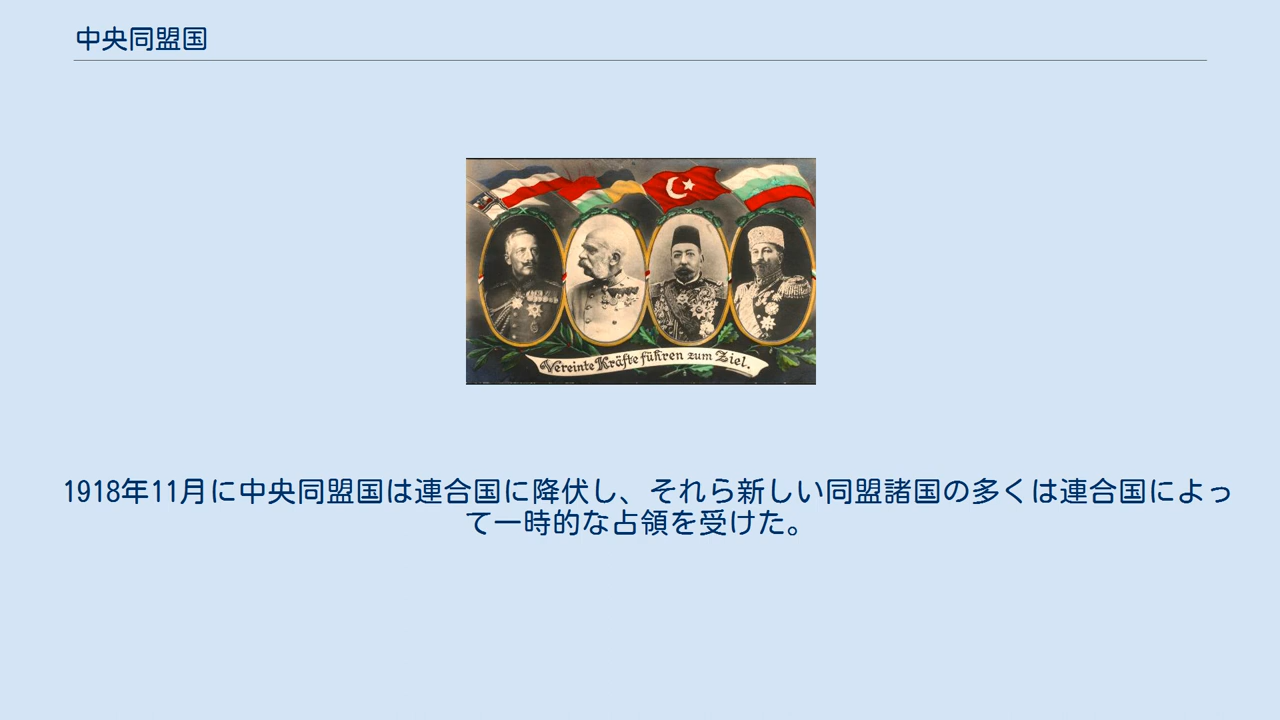 中央同盟国
Vereinte Kräfte führen zum Ziel.
1918年11月に中央同盟国は連合国に降伏し、それら新しい同盟諸国の多くは連合国によっ
て一時的な占領を受けた。